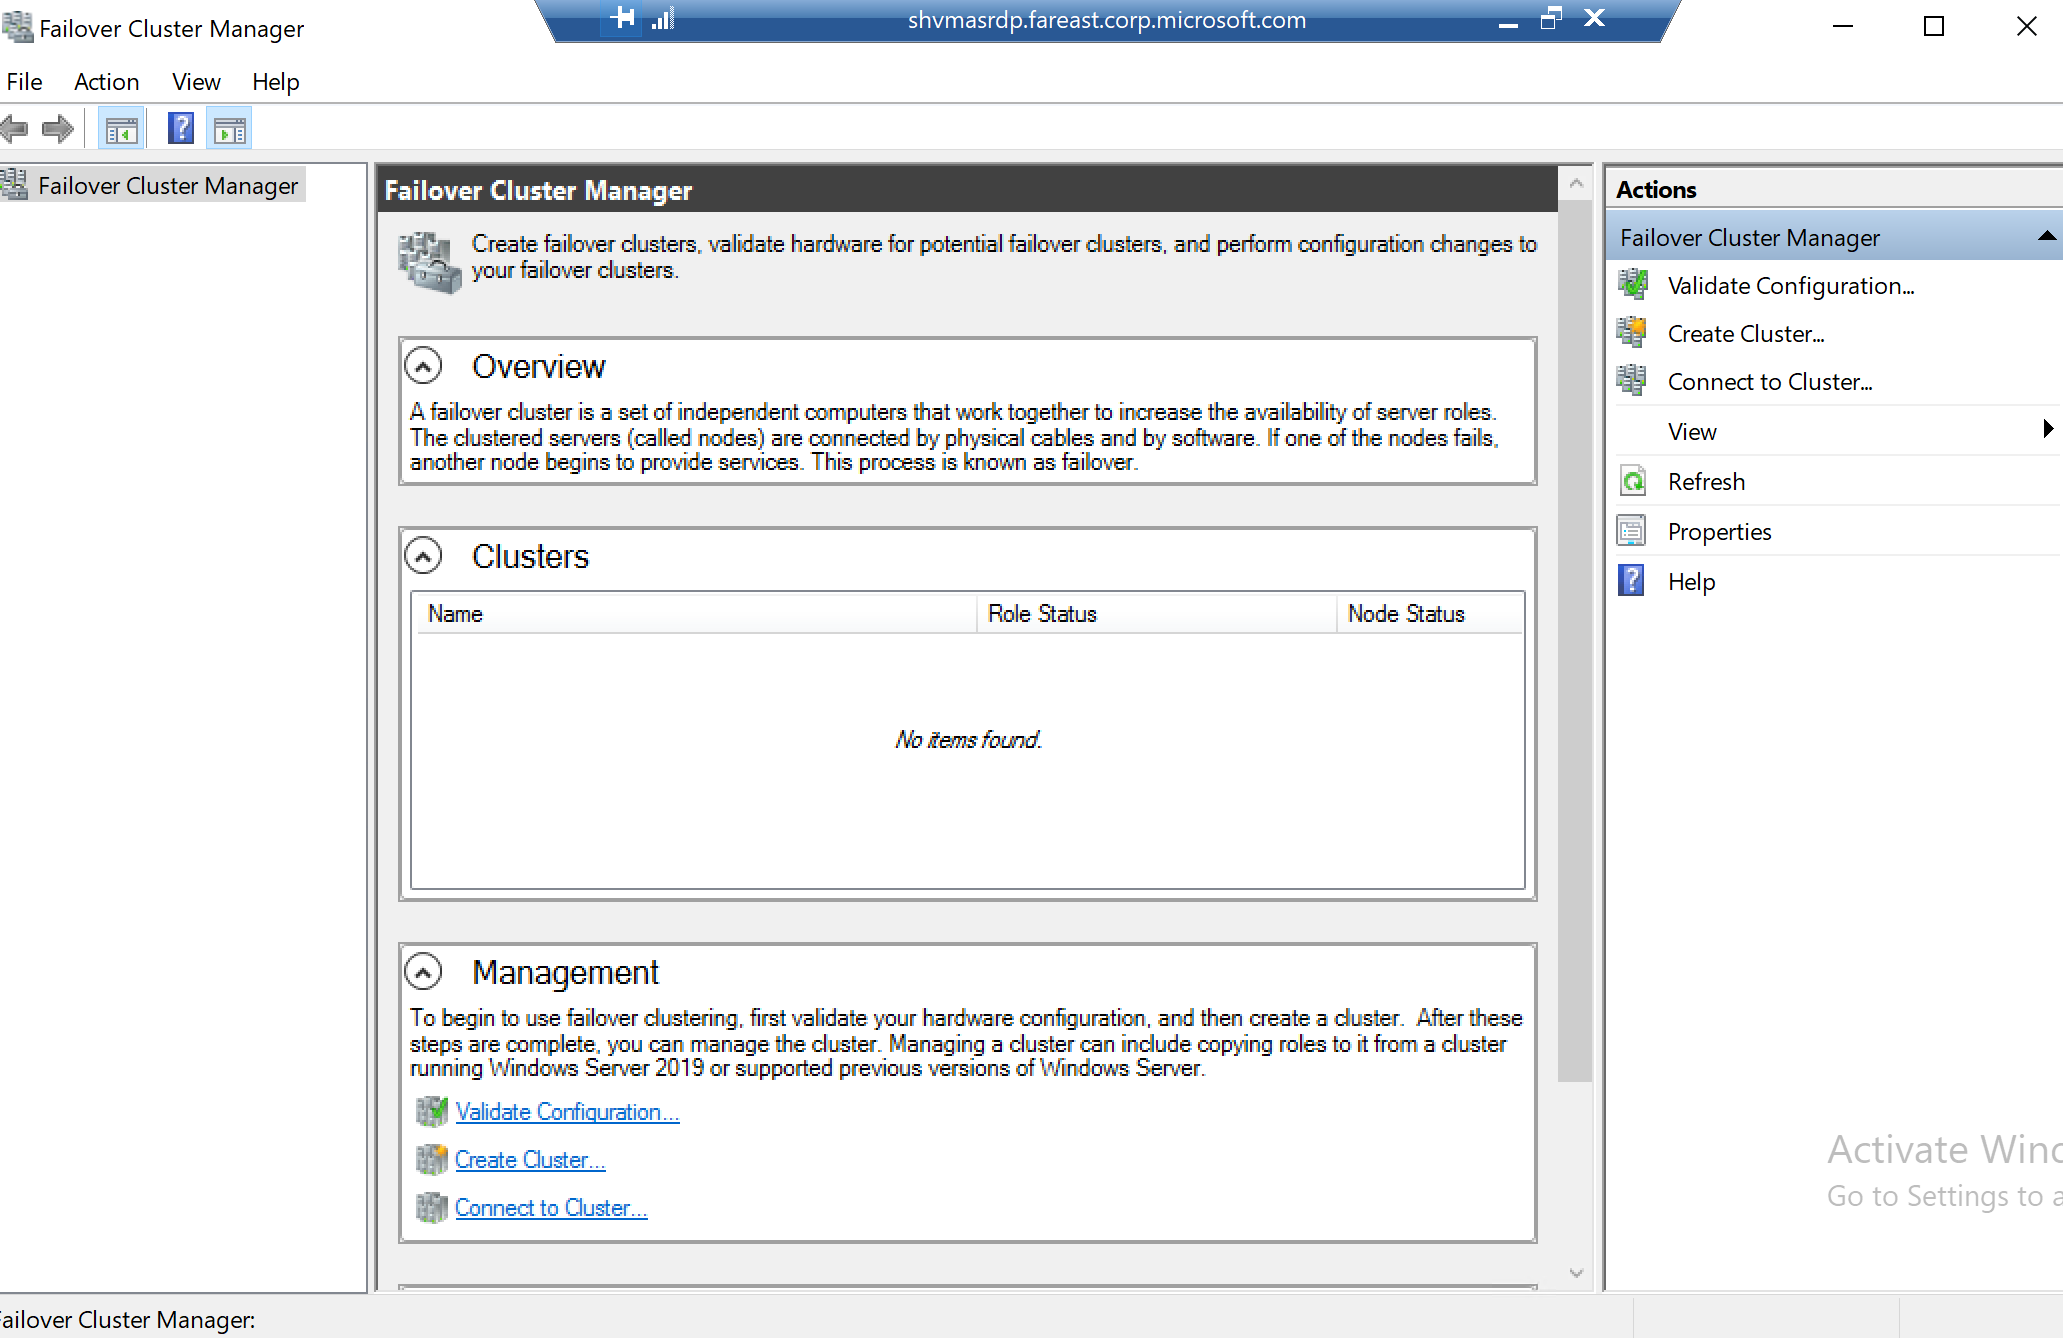 Failover Cluster Manager
shvmasrdp.fareast.corp.microsoft.com
File Action View Help
Failover Cluster Manager
Failover Cluster Manager
Create failover clusters, validate hardware for potential failover clusters, and perform configuration changes to
your failover clusters.
Overview
A failover cluster is a set of independent computers that work together to increase the availability of server roles.
The clustered servers (called nodes) are connected by physical cables and by software. If one of the nodes fails,
another node begins to provide services. This process is known as failover.
Clusters
Name Role Status Node Status
No items found.
Management
To begin to use failover clustering, first validate your hardware configuration, and then create a cluster. After these
steps are complete, you can manage the cluster. Managing a cluster can include copying roles to it from a cluster
running Windows Server 2019 or supported previous versions of Windows Server.
Validate Configuration...
Create Cluster...
Connect to Cluster...
Actions
Failover Cluster Manager
Validate Configuration...
Create Cluster...
Connect to Cluster...
View
Refresh
Properties
Help
Activate Wind
Go to Settings to a
ailover Cluster Manager: